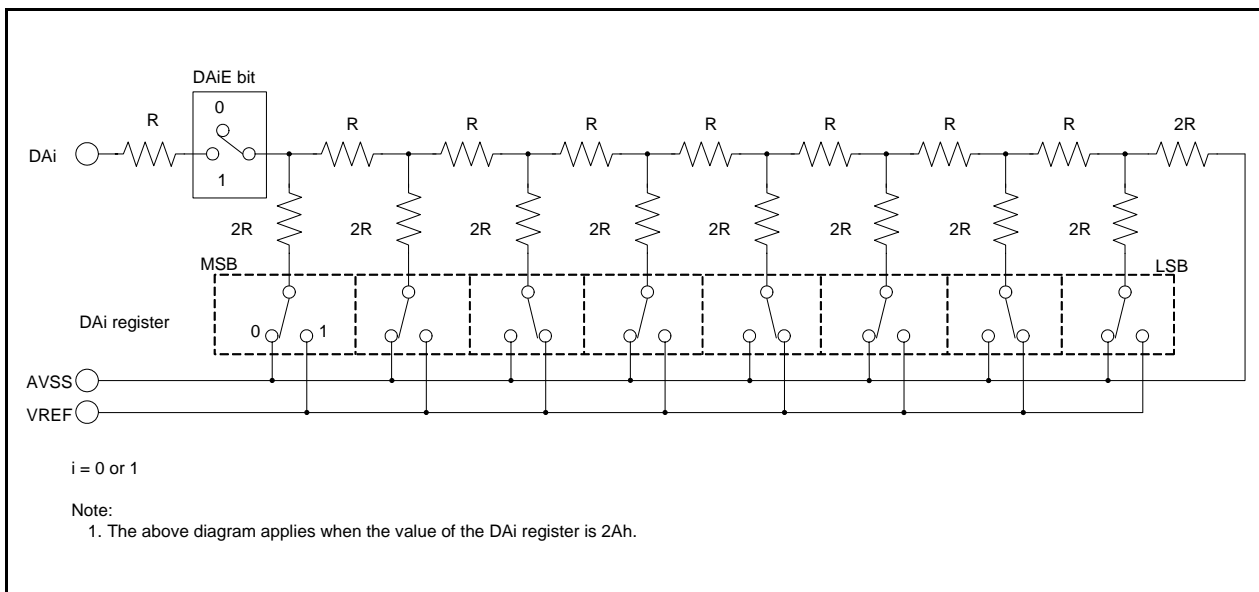 DAiE bit
0
R R R R R R R R 2R
DAi
1
2R 2R 2R 2R 2R 2R 2R 2R
MSB LSB
DAi register 0 1
AVSS
VREF
i = 0 or 1
Note:
1. The above diagram applies when the value of the DAi register is 2Ah.